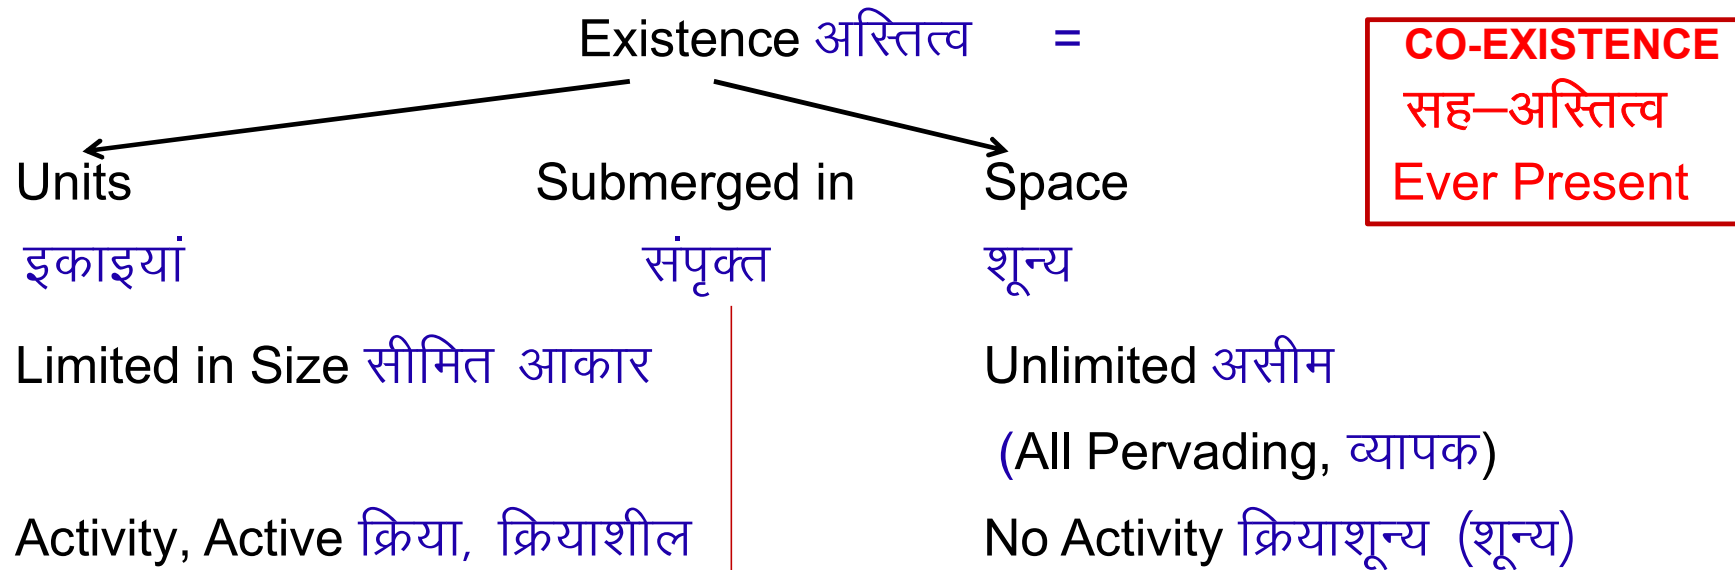 Existence अस्तित्व =
CO-EXISTENCE
सह–अस्तित्व
Ever Present
Units Submerged in Space
इकाइयां संपृक्त शून्य
Limited in Size सीमित आकार Unlimited असीम
(All Pervading, व्यापक)
Activity, Active क्रिया, क्रियाशील No Activity क्रियाशून्य (शून्य)